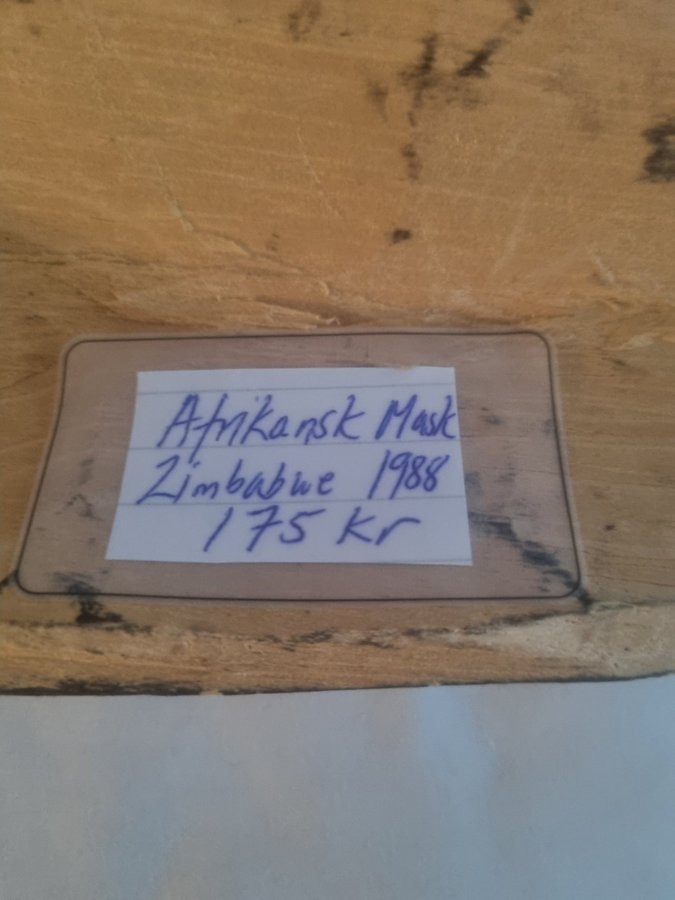 Afrikansk Mask
Zimbabwe 1988
175 kr